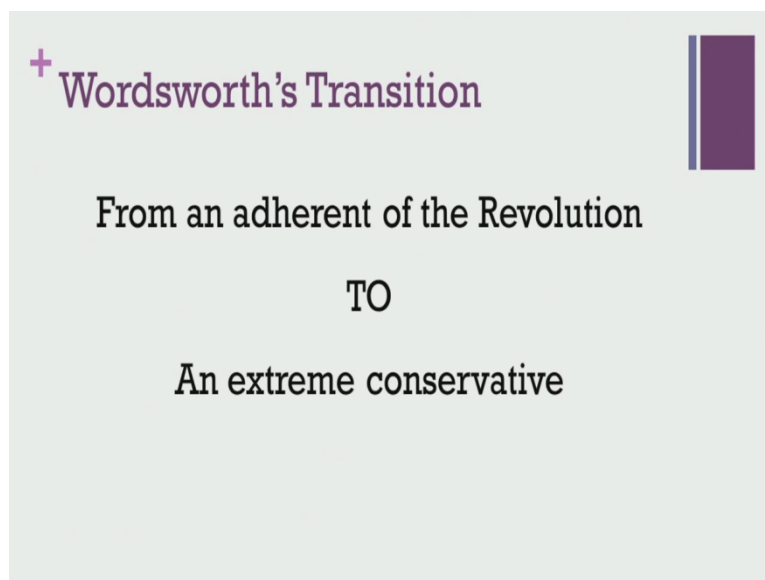 +
Wordsworth's Transition
From an adherent of the Revolution
TO
An extreme conservative